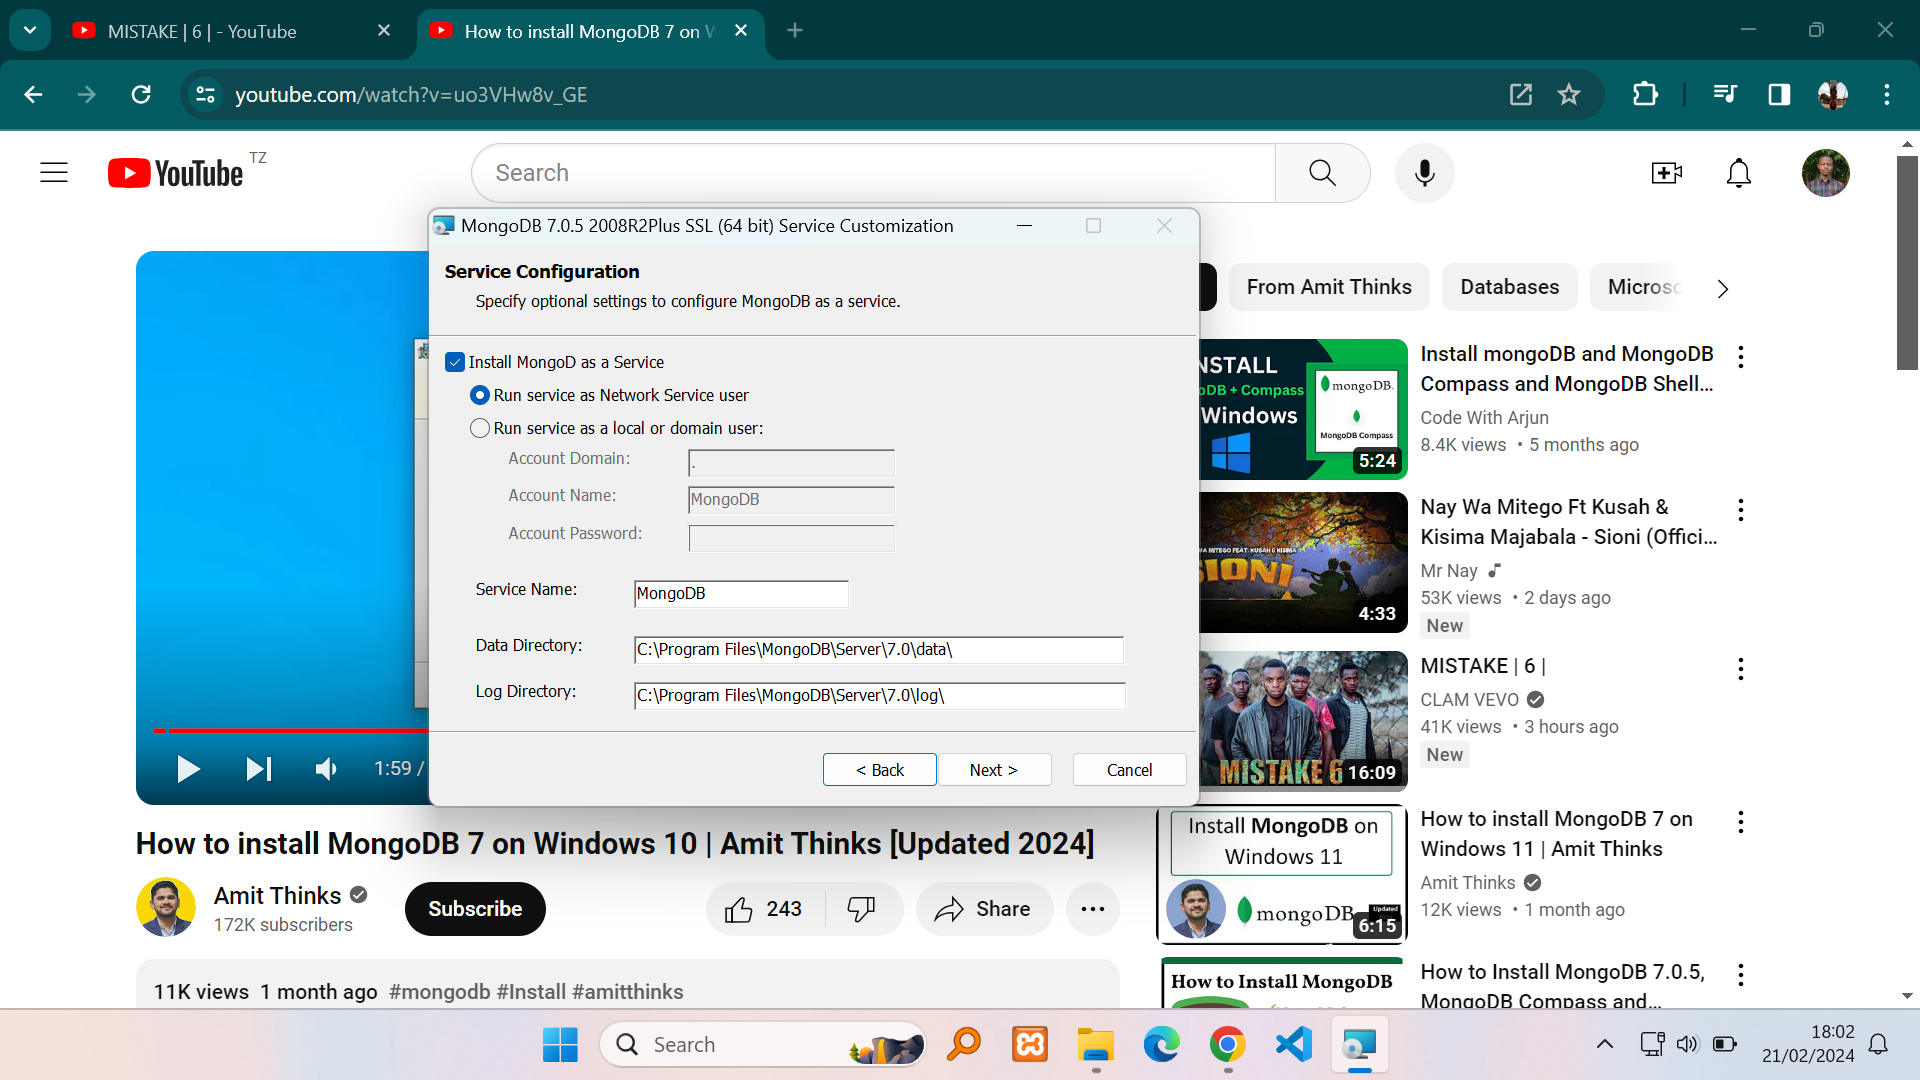 MISTAKE | 6 | - YouTube
How to install MongoDB 7 on W
youtube.com/watch?v=uo3VHw8v_GE
YouTube TZ
Search
MongoDB 7.0.5 2008R2Plus SSL (64 bit) Service Customization
Service Configuration
Specify optional settings to configure MongoDB as a service.
Install MongoD as a Service
Run service as Network Service user
Run service as a local or domain user:
Account Domain: .
Account Name: MongoDB
Account Password:
Service Name: MongoDB
Data Directory: C:\Program Files\MongoDB\Server\7.0\data\
Log Directory: C:\Program Files\MongoDB\Server\7.0\log\
< Back Next > Cancel
1:59 /
From Amit Thinks Databases Microso
NSTALL
DB + Compass
Windows
mongoDB.
MongoDB Compass
5:24
Install mongoDB and MongoDB
Compass and MongoDB Shell...
Code With Arjun
8.4K views • 5 months ago
WA MITEGO FEAT. KUSAH & KISIMA
SIONI
4:33
Nay Wa Mitego Ft Kusah &
Kisima Majabala - Sioni (Offici...
Mr Nay
53K views • 2 days ago
New
MISTAKE 6
16:09
MISTAKE | 6 |
CLAM VEVO
41K views • 3 hours ago
New
Install MongoDB on
Windows 11
mongoDB
Updated
6:15
How to install MongoDB 7 on
Windows 11 | Amit Thinks
Amit Thinks
12K views • 1 month ago
How to Install MongoDB
How to Install MongoDB 7.0.5,
MongoDB Compass and...
How to install MongoDB 7 on Windows 10 | Amit Thinks [Updated 2024]
Amit Thinks
172K subscribers
Subscribe
243
Share
11K views 1 month ago #mongodb #Install #amitthinks
Search
18:02
21/02/2024